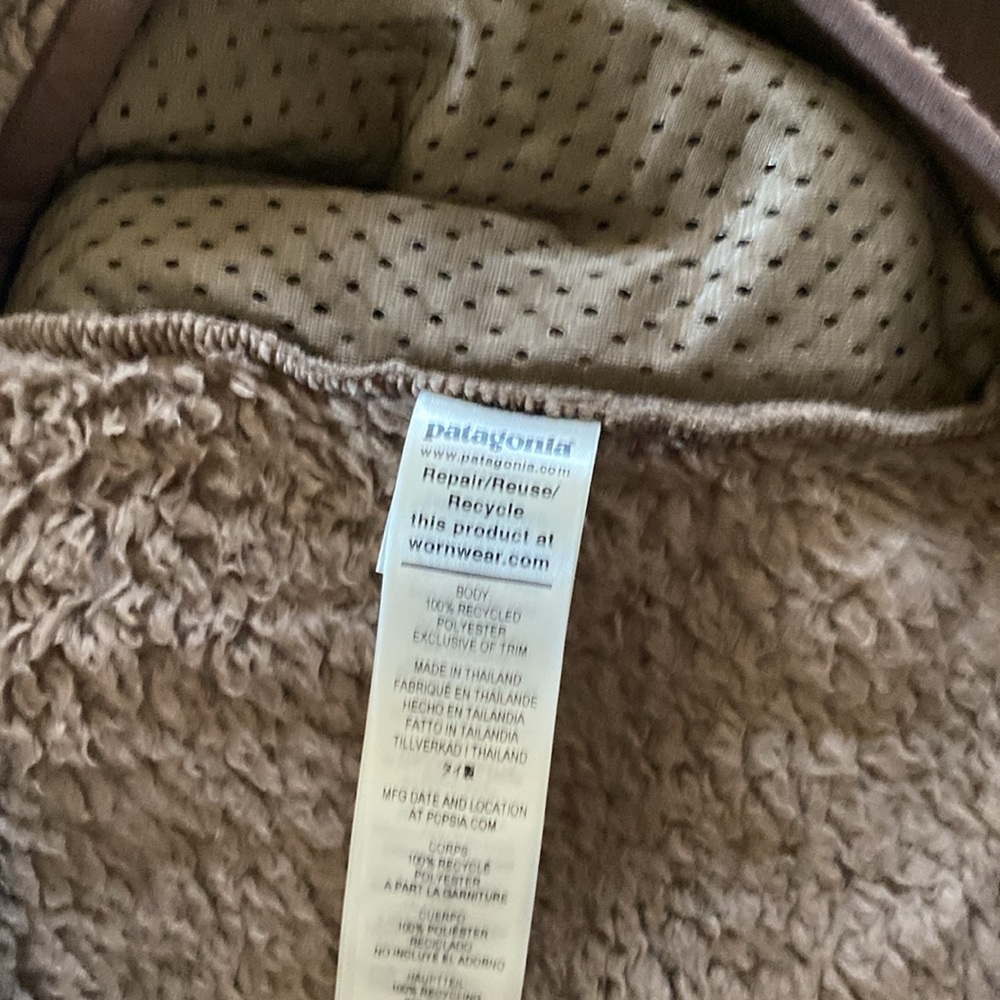 patagonia
www.patagonia.com
Repair/Reuse/
Recycle
this product at
wornwear.com
BODY:
100% RECYCLED
POLYESTER
EXCLUSIVE OF TRIM
MADE IN THAILAND
FABRIQUÉ EN THAÏLANDE
HECHO EN TAILANDIA
FATTO IN TAILANDIA
TILLVERKAD I THAILAND
タイ製
MFG DATE AND LOCATION
AT PCPSIA.COM
CORPS:
100% RECYCLÉ
POLYESTER
À PART LA GARNITURE
CUERPO:
100% POLIÉSTER
RECICLADO
NO INCLUYE EL ADORNO
HAUPTTEIL:
100% RECYCLING